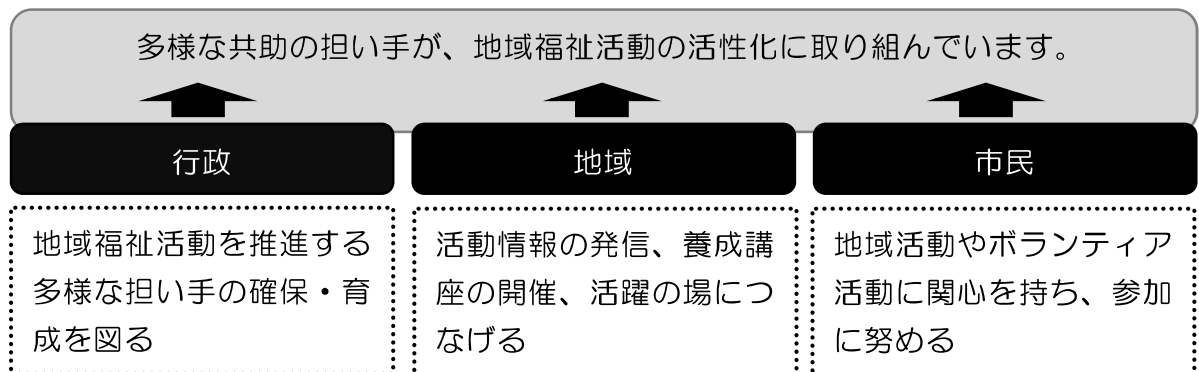 多様な共助の担い手が、地域福祉活動の活性化に取り組んでいます。
行政
地域
市民
地域福祉活動を推進する
多様な担い手の確保・育
成を図る
活動情報の発信、養成講
座の開催、活躍の場につ
なげる
地域活動やボランティア
活動に関心を持ち、参加
に努める